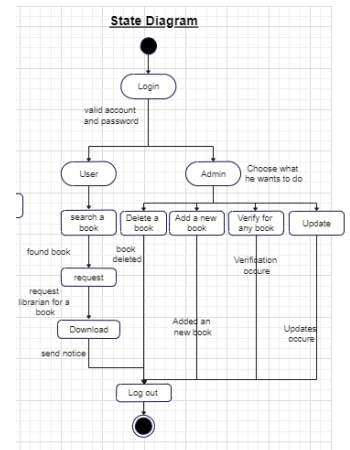 State Diagram
Login
valid account
and password
User
Admin
Choose what
he wants to do
search a
book
Delete a
book
Add a new
book
Verify for
any book
Update
found book
book
deleted
Verification
occure
request
request
librarian for a
book
Download
Added an
new book
Updates
occure
send notice
Log out